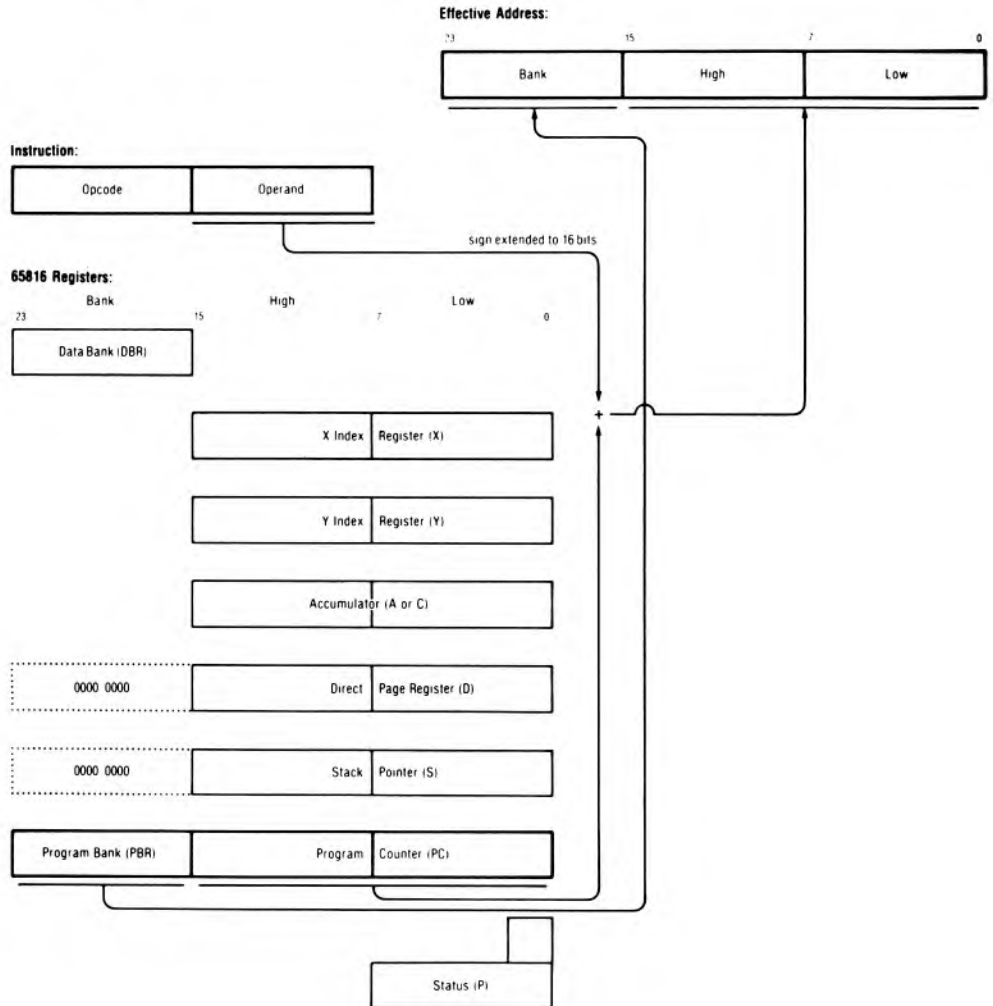 Effective Address:
23 15 7 0
Bank High Low
Instruction:
Opcode Operand
sign extended to 16 bits
65816 Registers:
Bank High Low
23 15 7 0
Data Bank (DBR)
+
X Index Register (X)
Y Index Register (Y)
Accumulator (A or C)
0000 0000 Direct Page Register (D)
0000 0000 Stack Pointer (S)
Program Bank (PBR) Program Counter (PC)
Status (P)